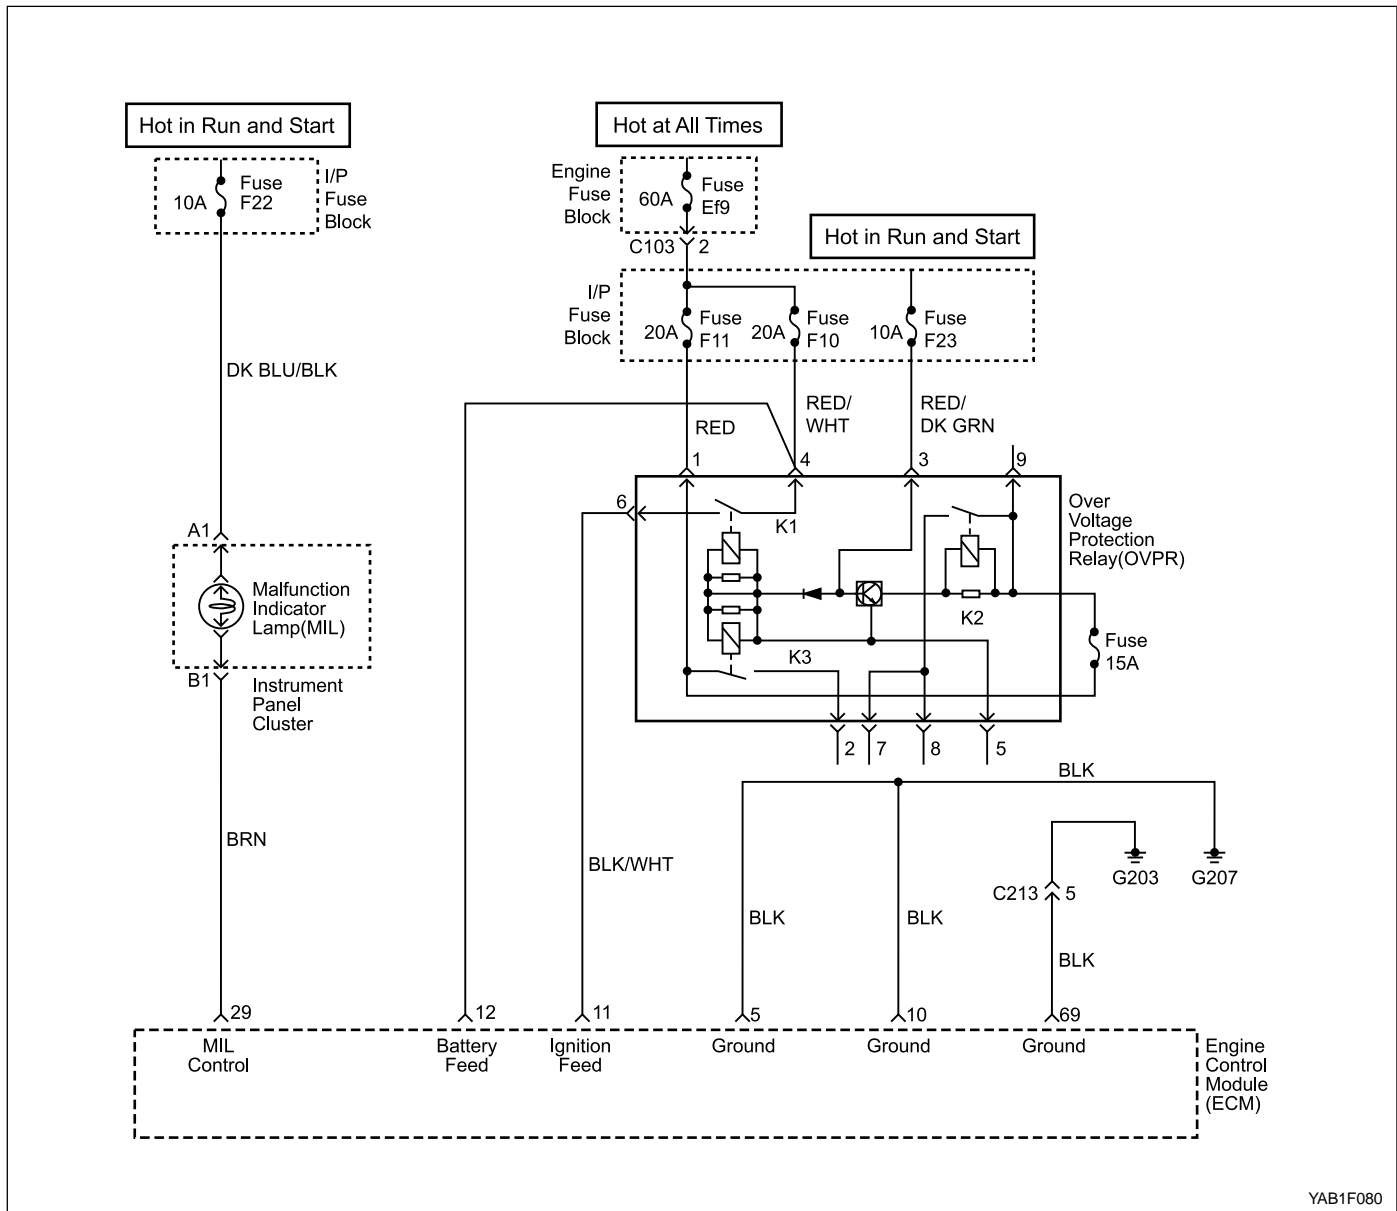 Hot in Run and Start
Hot at All Times
Hot in Run and Start
10A
Fuse
F22
I/P
Fuse
Block
Engine
Fuse
Block
60A
Fuse
Ef9
C103
2
I/P
Fuse
Block
20A
Fuse
F11
20A
Fuse
F10
10A
Fuse
F23
DK BLU/BLK
RED
RED/
WHT
RED/
DK GRN
1
4
3
9
6
K1
K2
K3
Over
Voltage
Protection
Relay(OVPR)
Fuse
15A
2
7
8
5
A1
Malfunction
Indicator
Lamp(MIL)
B1
Instrument
Panel
Cluster
BRN
BLK/WHT
BLK
BLK
BLK
G203
G207
C213
5
BLK
29
12
11
5
10
69
MIL
Control
Battery
Feed
Ignition
Feed
Ground
Ground
Ground
Engine
Control
Module
(ECM)
YAB1F080